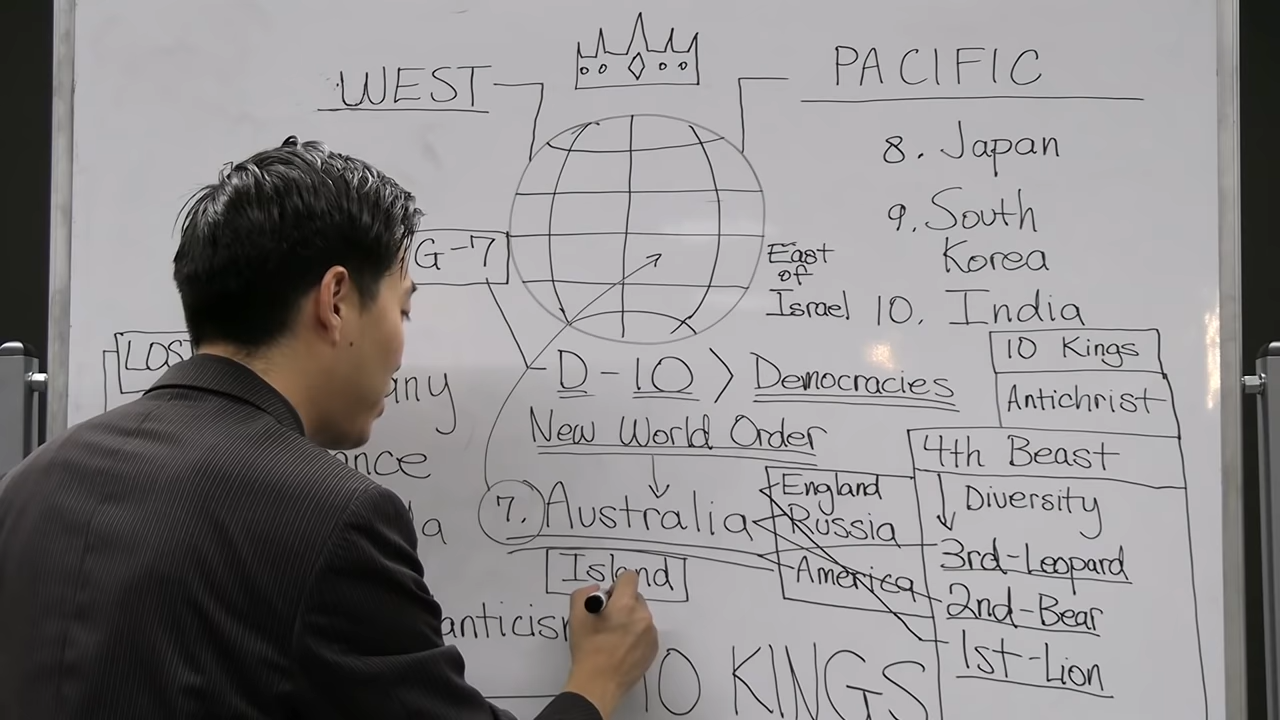 WEST
PACIFIC
8. Japan
9. South
Korea
G-7
East
of
Israel
10. India
10 Kings
Antichrist
D-10 > Democracies
New World Order
4th Beast
7. Australia
England
Russia
America
Diversity
3rd-Leopard
2nd-Bear
1st-Lion
Island
10 KINGS